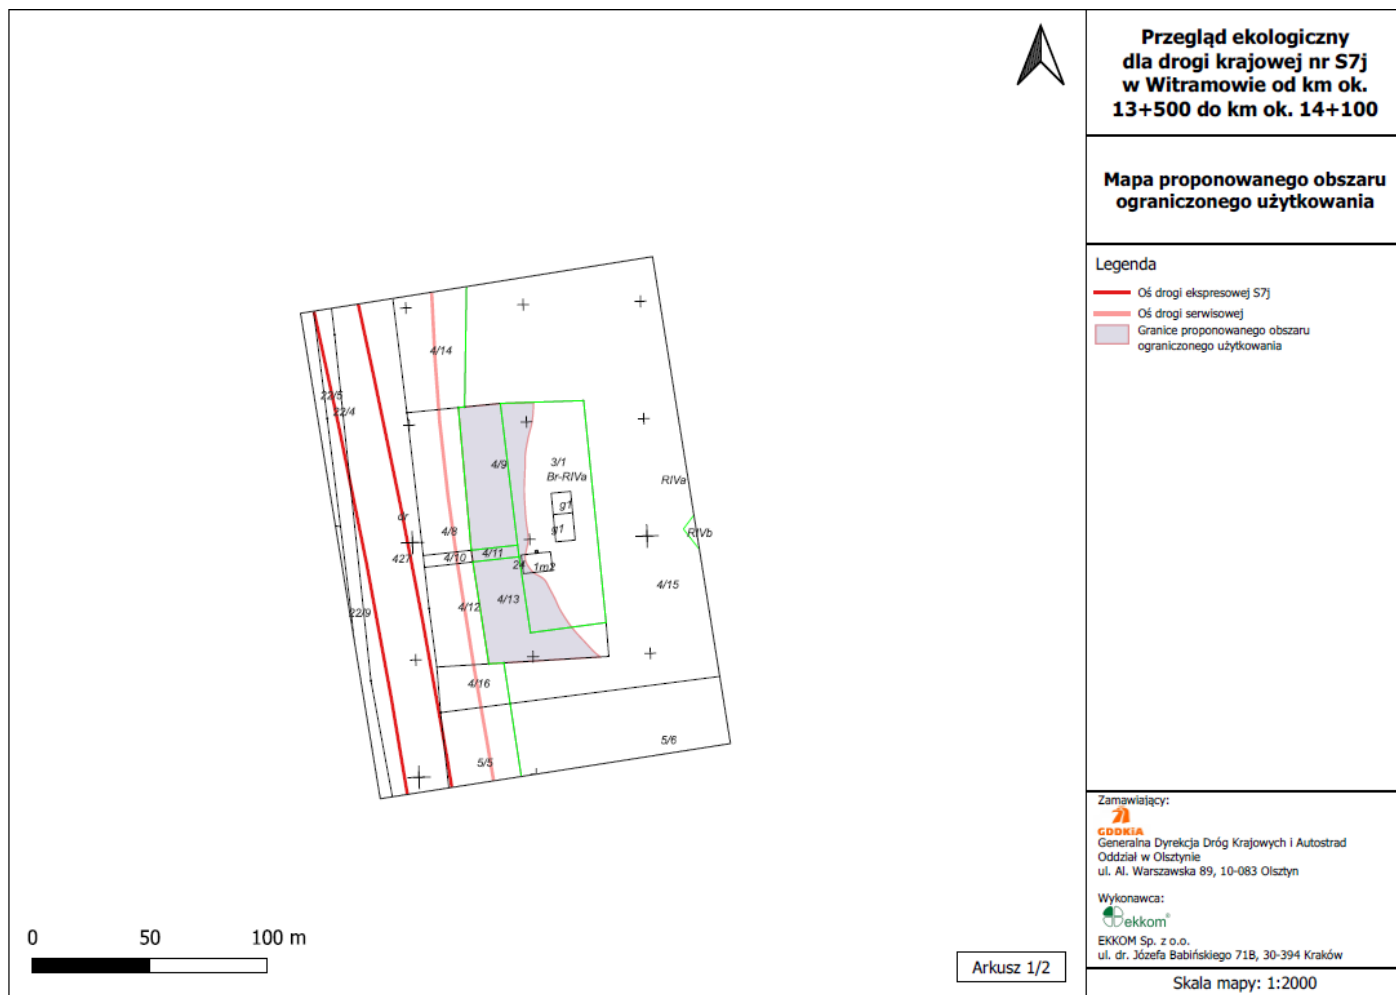 Przegląd ekologiczny
dla drogi krajowej nr S7j
w Witramowie od km ok.
13+500 do km ok. 14+100
Mapa proponowanego obszaru
ograniczonego użytkowania
Legenda
Oś drogi ekspresowej S7j
Oś drogi serwisowej
Granice proponowanego obszaru
ograniczonego użytkowania
4/14
22/5
22/4
4/9
3/1
Br-RIVa
RIVa
g1
dr
4/8
g1
RIVb
427
4/10
4/11
24
1m2
4/15
4/12
4/13
22/9
4/16
5/5
5/6
0 50 100 m
Arkusz 1/2
Zamawiający:
GDDKiA
Generalna Dyrekcja Dróg Krajowych i Autostrad
Oddział w Olsztynie
ul. Al. Warszawska 89, 10-083 Olsztyn
Wykonawca:
ekkom®
EKKOM Sp. z o.o.
ul. dr. Józefa Babińskiego 71B, 30-394 Kraków
Skala mapy: 1:2000